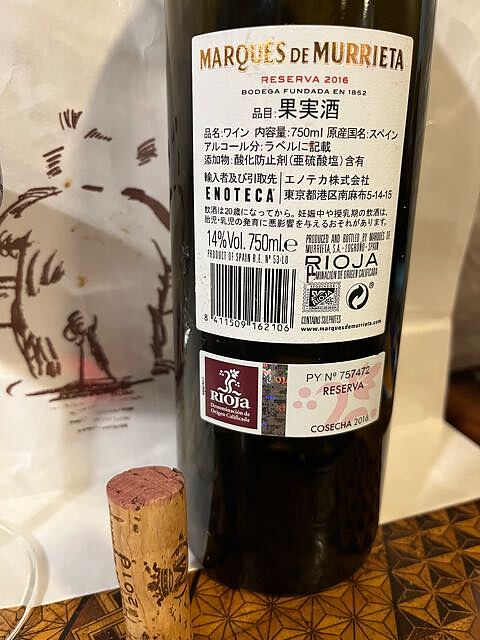 MARQUÉS DE MURRIETA
RESERVA 2016
BODEGA FUNDADA EN 1852
品目:果実酒
品名:ワイン 内容量:750ml 原産国名:スペイン
アルコール分:ラベルに記載
添加物:酸化防止剤(亜硫酸塩)含有
輸入者及び引取先 エノテカ株式会社
ENOTECA 東京都港区南麻布5-14-15
飲酒は20歳になってから。妊娠中や授乳期の飲酒は、
胎児・乳児の発育に悪影響を与えるおそれがあります。
14%Vol. 750ml.e
PRODUCT OF SPAIN R.E. Nº 53-LO
PRODUCED AND BOTTLED BY MARQUÉS DE
MURRIETA, S.A. - LOGROÑO - SPAIN
RIOJA
DENOMINACIÓN DE ORIGEN CALIFICADA
8 411509 162106
CONTAINS SULPHITES
www.marquesdemurrieta.com
RIOJA
Denominación de
Origen Calificada
PY Nº 757472
RESERVA
COSECHA 2016
2016